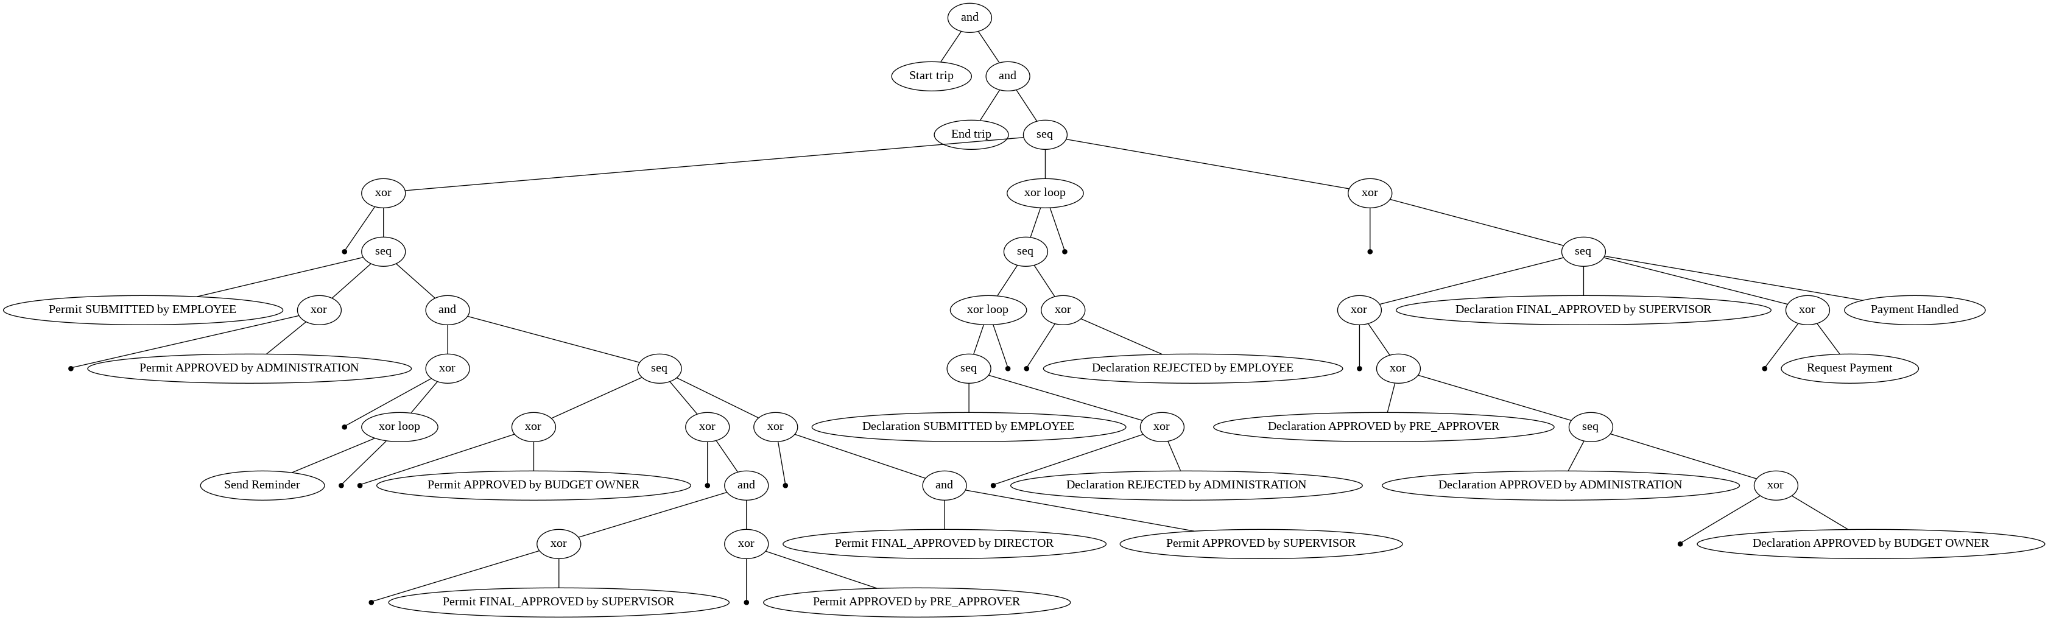 and
Start trip
and
End trip
seq
xor
xor loop
xor
seq
seq
seq
Permit SUBMITTED by EMPLOYEE
xor
and
xor loop
xor
xor
Declaration FINAL_APPROVED by SUPERVISOR
xor
Payment Handled
Permit APPROVED by ADMINISTRATION
xor
seq
seq
Declaration REJECTED by EMPLOYEE
xor
Request Payment
xor loop
xor
xor
xor
Declaration SUBMITTED by EMPLOYEE
xor
Declaration APPROVED by PRE_APPROVER
seq
Send Reminder
Permit APPROVED by BUDGET OWNER
and
and
Declaration REJECTED by ADMINISTRATION
Declaration APPROVED by ADMINISTRATION
xor
xor
xor
Permit FINAL_APPROVED by DIRECTOR
Permit APPROVED by SUPERVISOR
Declaration APPROVED by BUDGET OWNER
Permit FINAL_APPROVED by SUPERVISOR
Permit APPROVED by PRE_APPROVER